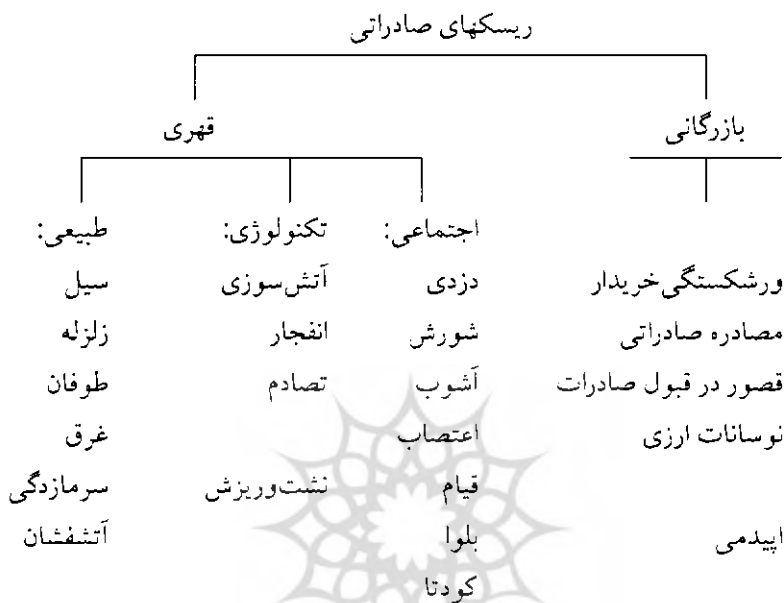 ریسکهای صادراتی
بازرگانی قهری
اجتماعی: تکنولوژی: طبیعی:
ورشکستگی‌خریدار دزدی آتش‌سوزی سیل
مصادره صادراتی شورش انفجار زلزله
قصور در قبول صادرات آشوب تصادم طوفان
نوسانات ارزی اعتصاب غرق
قیام نشت‌وریزش سرمازدگی
اپیدمی بلوا آتشفشان
کودتا